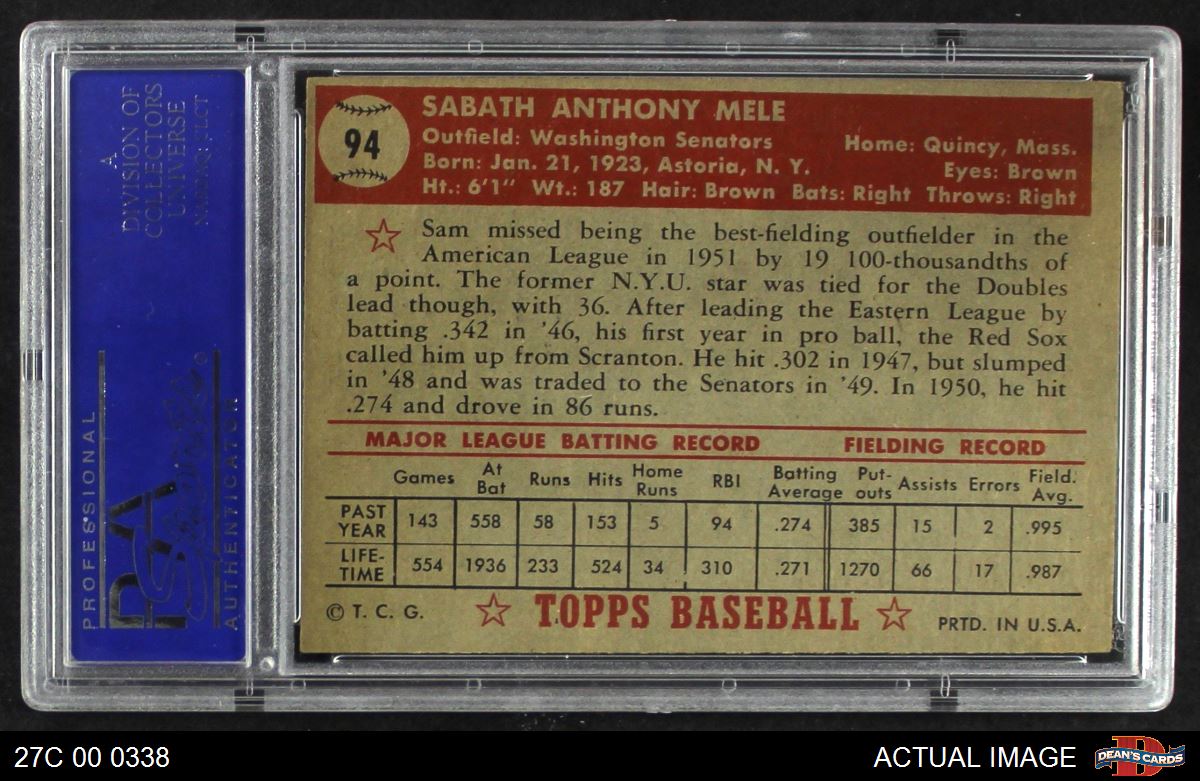 A
DIVISION OF
COLLECTORS
UNIVERSE
NASDAQ: CLCT
PROFESSIONAL
PSA
AUTHENTICATOR
94
SABATH ANTHONY MELE
Outfield: Washington Senators
Home: Quincy, Mass.
Born: Jan. 21, 1923, Astoria, N. Y.
Eyes: Brown
Ht.: 6'1" Wt.: 187 Hair: Brown Bats: Right Throws: Right
Sam missed being the best-fielding outfielder in the
American League in 1951 by 19 100-thousandths of
a point. The former N.Y.U. star was tied for the Doubles
lead though, with 36. After leading the Eastern League by
batting .342 in '46, his first year in pro ball, the Red Sox
called him up from Scranton. He hit .302 in 1947, but slumped
in '48 and was traded to the Senators in '49. In 1950, he hit
.274 and drove in 86 runs.
MAJOR LEAGUE BATTING RECORD FIELDING RECORD
Games At Bat Runs Hits Home Runs RBI Batting Average Put-outs Assists Errors Field. Avg.
PAST YEAR 143 558 58 153 5 94 .274 385 15 2 .995
LIFE-TIME 554 1936 233 524 34 310 .271 1270 66 17 .987
© T. C. G. TOPPS BASEBALL PRTD. IN U.S.A.
27C 00 0338
ACTUAL IMAGE
DEAN'S CARDS